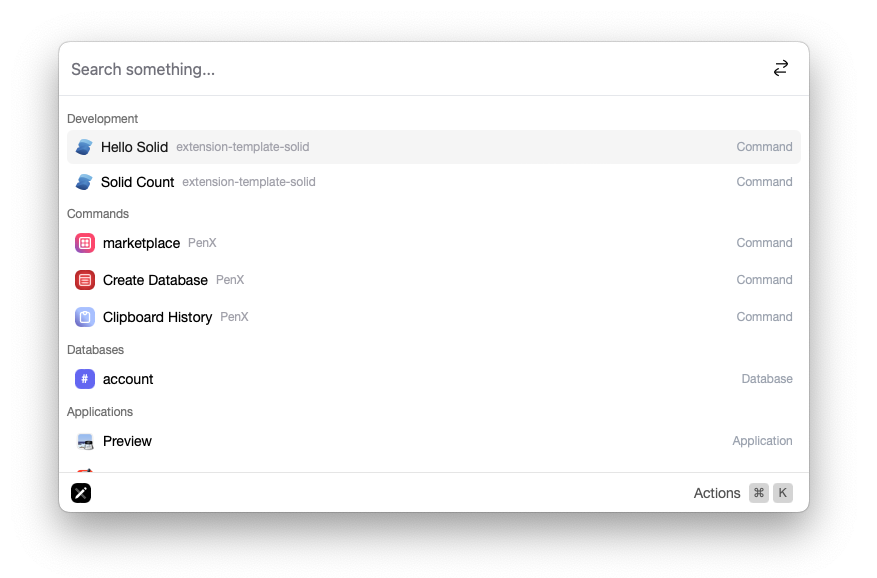 Search something...
Development
Hello Solid extension-template-solid Command
Solid Count extension-template-solid Command
Commands
marketplace PenX Command
Create Database PenX Command
Clipboard History PenX Command
Databases
# account Database
Applications
Preview Application
Actions ⌘ K